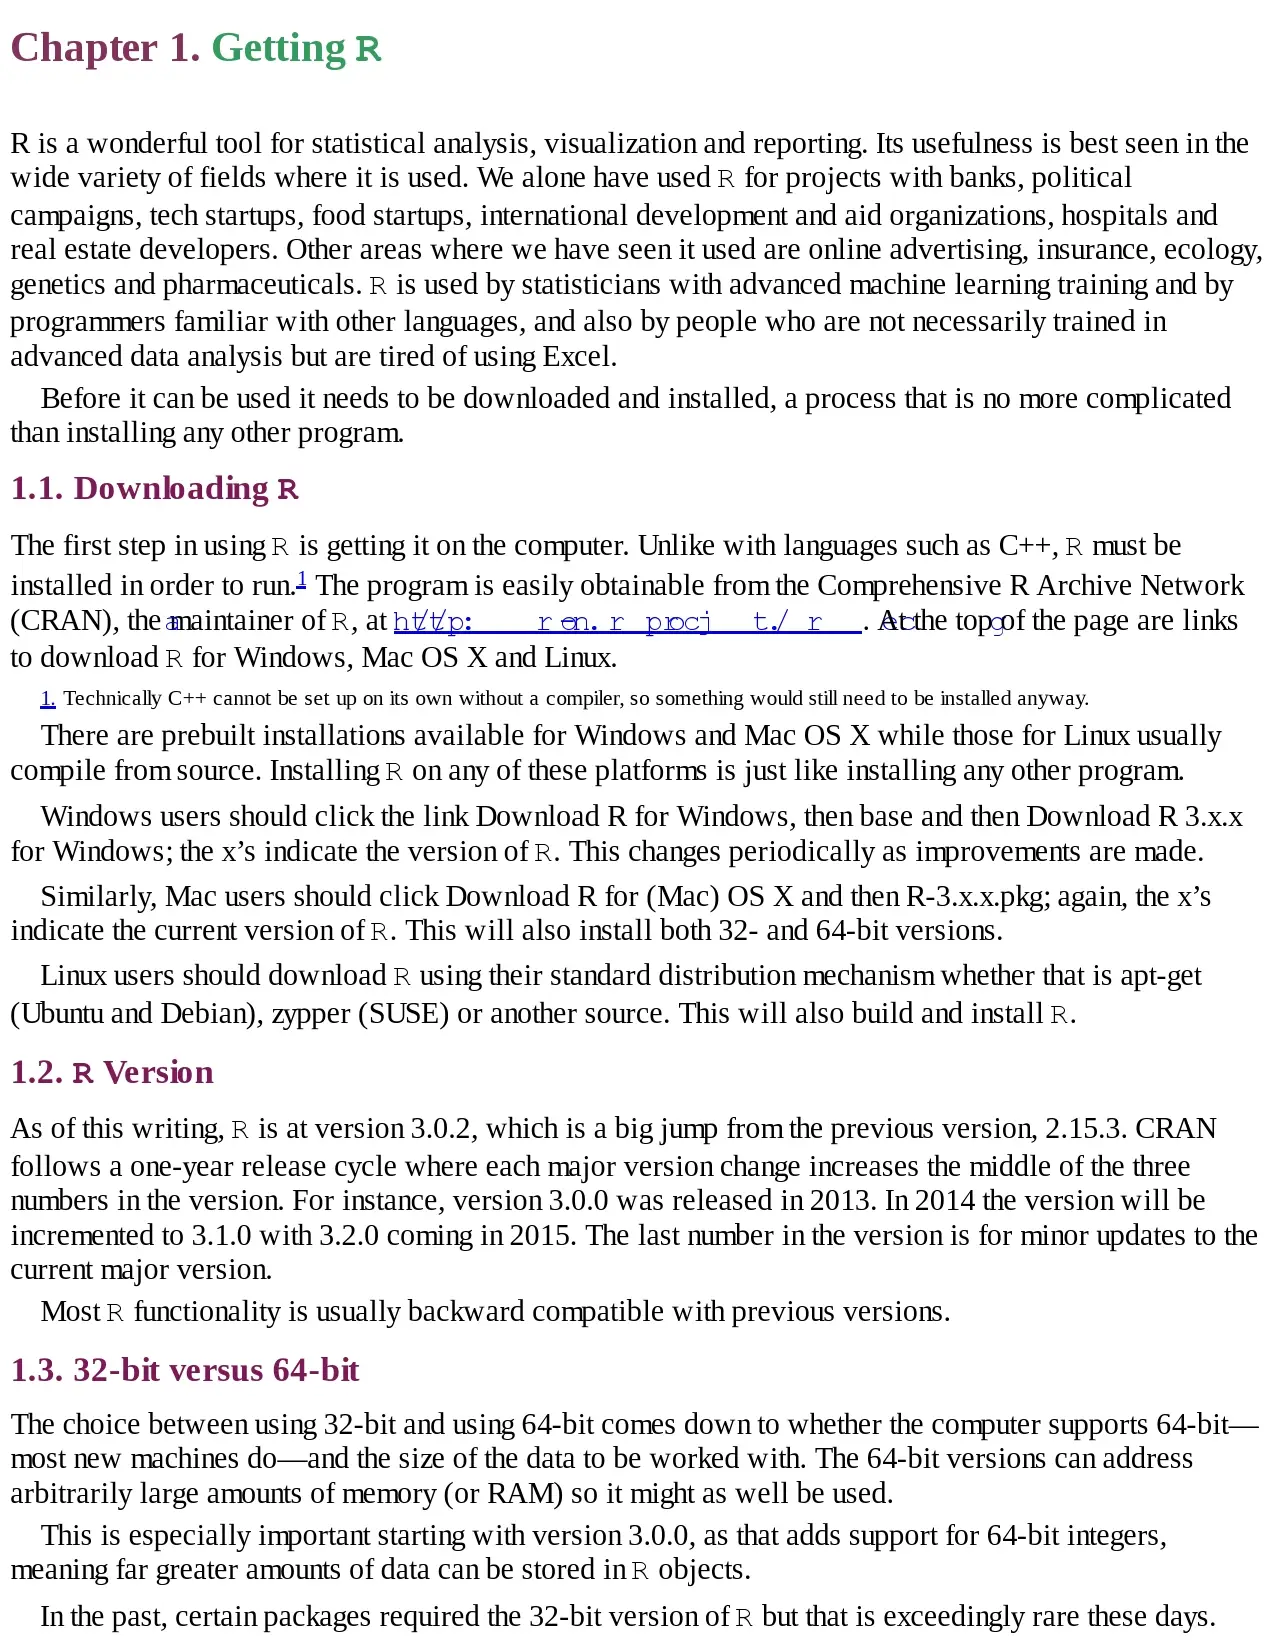 Chapter 1. Getting R
R is a wonderful tool for statistical analysis, visualization and reporting. Its usefulness is best seen in the
wide variety of fields where it is used. We alone have used R for projects with banks, political
campaigns, tech startups, food startups, international development and aid organizations, hospitals and
real estate developers. Other areas where we have seen it used are online advertising, insurance, ecology,
genetics and pharmaceuticals. R is used by statisticians with advanced machine learning training and by
programmers familiar with other languages, and also by people who are not necessarily trained in
advanced data analysis but are tired of using Excel.
Before it can be used it needs to be downloaded and installed, a process that is no more complicated
than installing any other program.
1.1. Downloading R
The first step in using R is getting it on the computer. Unlike with languages such as C++, R must be
installed in order to run.1 The program is easily obtainable from the Comprehensive R Archive Network
(CRAN), the maintainer of R, at . At the top of the page are links
to download R for Windows, Mac OS X and Linux.
1. Technically C++ cannot be set up on its own without a compiler, so something would still need to be installed anyway.
There are prebuilt installations available for Windows and Mac OS X while those for Linux usually
compile from source. Installing R on any of these platforms is just like installing any other program.
Windows users should click the link Download R for Windows, then base and then Download R 3.x.x
for Windows; the x’s indicate the version of R. This changes periodically as improvements are made.
Similarly, Mac users should click Download R for (Mac) OS X and then R-3.x.x.pkg; again, the x’s
indicate the current version of R. This will also install both 32- and 64-bit versions.
Linux users should download R using their standard distribution mechanism whether that is apt-get
(Ubuntu and Debian), zypper (SUSE) or another source. This will also build and install R.
1.2. R Version
As of this writing, R is at version 3.0.2, which is a big jump from the previous version, 2.15.3. CRAN
follows a one-year release cycle where each major version change increases the middle of the three
numbers in the version. For instance, version 3.0.0 was released in 2013. In 2014 the version will be
incremented to 3.1.0 with 3.2.0 coming in 2015. The last number in the version is for minor updates to the
current major version.
Most R functionality is usually backward compatible with previous versions.
1.3. 32-bit versus 64-bit
The choice between using 32-bit and using 64-bit comes down to whether the computer supports 64-bit—
most new machines do—and the size of the data to be worked with. The 64-bit versions can address
arbitrarily large amounts of memory (or RAM) so it might as well be used.
This is especially important starting with version 3.0.0, as that adds support for 64-bit integers,
meaning far greater amounts of data can be stored in R objects.
In the past, certain packages required the 32-bit version of R but that is exceedingly rare these days.